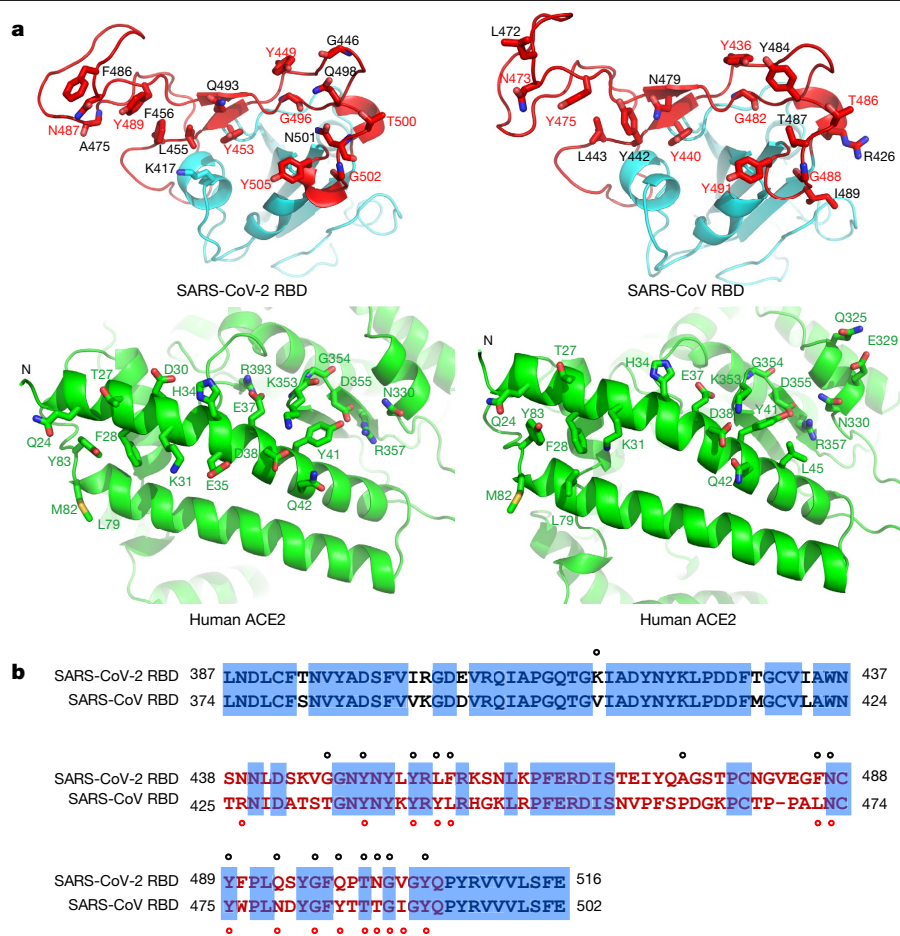 a
L472
G446
Y449
Y436
Y484
F486
Q493
Q498
N473
N479
N487
Y489
F456
G496
T500
Y475
G482
T486
A475
L455
Y453
N501
T487
K417
L443
Y442
Y440
R426
Y505
G502
Y491
G488
I489
SARS-CoV-2 RBD
SARS-CoV RBD
Q325
N
D30
R393
G354
N
H34
E37
G354
E329
T27
K353
D355
T27
K353
D355
H34
E37
N330
Q24
Y83
D38
Y41
N330
Q24
F28
D38
Y41
R357
F28
K31
R357
Y83
K31
E35
Q42
Q42
L45
M82
L79
M82
L79
Human ACE2
Human ACE2
b
SARS-CoV-2 RBD 387 LNDLCFTNVYADSFVIRGDEVRQIAPGQTGKIADYNYKLPDDFTGCVIAWN 437
SARS-CoV RBD 374 LNDLCFSNVYADSFVVKGDDVRQIAPGQTGVIADYNYKLPDDFMGCVLAWN 424
SARS-CoV-2 RBD 438 SNNLDSKVGGNYNYLYRLFRKSNLKPFERDISTEIYQAGSTPCNGVEGFNC 488
SARS-CoV RBD 425 TRNIDATSTGNYNYKYRYLRHGKLRPFERDISNVPFSPDGKPCTP-PALNC 474
SARS-CoV-2 RBD 489 YFPLQSYGFQPTNGVGYQPYRVVVLSFE 516
SARS-CoV RBD 475 YWPLNDYGFYTTTGIGYQPYRVVVLSFE 502